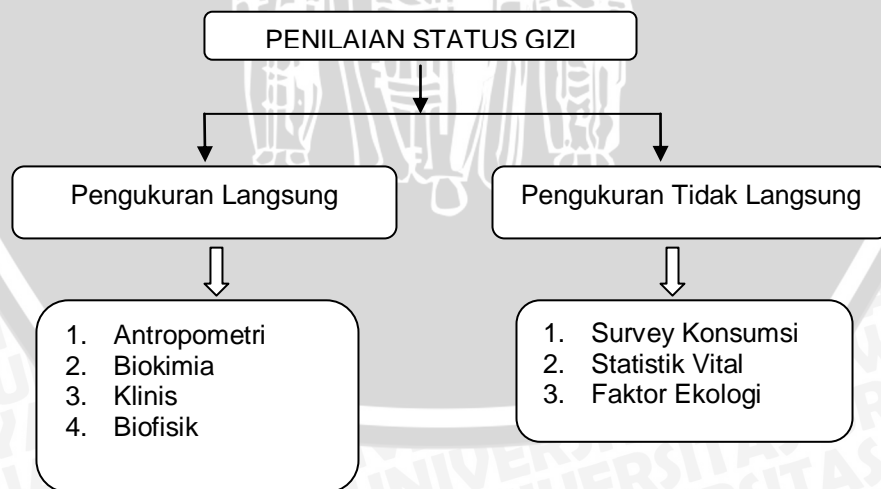 PENILAIAN STATUS GIZI
Pengukuran Langsung
Pengukuran Tidak Langsung
1. Antropometri
2. Biokimia
3. Klinis
4. Biofisik
1. Survey Konsumsi
2. Statistik Vital
3. Faktor Ekologi